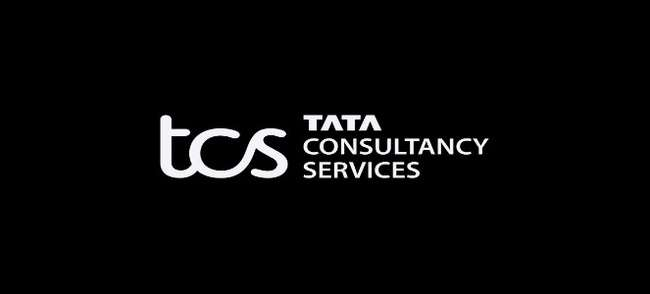 tcs
TATA
CONSULTANCY
SERVICES